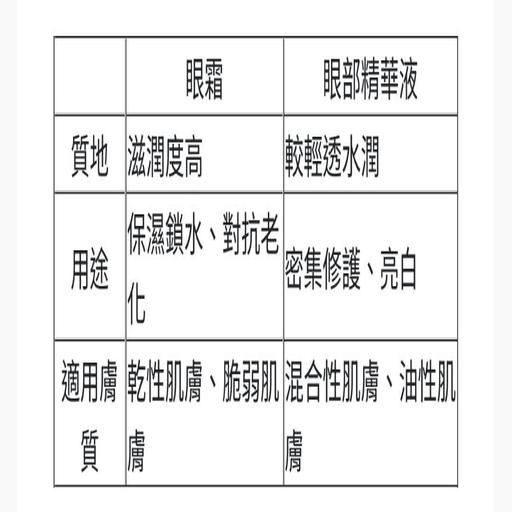 眼霜 眼部精華液
質地 滋潤度高 較輕透水潤
用途 保濕鎖水、對抗老
化 密集修護、亮白
適用膚
質 乾性肌膚、脆弱肌
膚 混合性肌膚、油性肌
膚